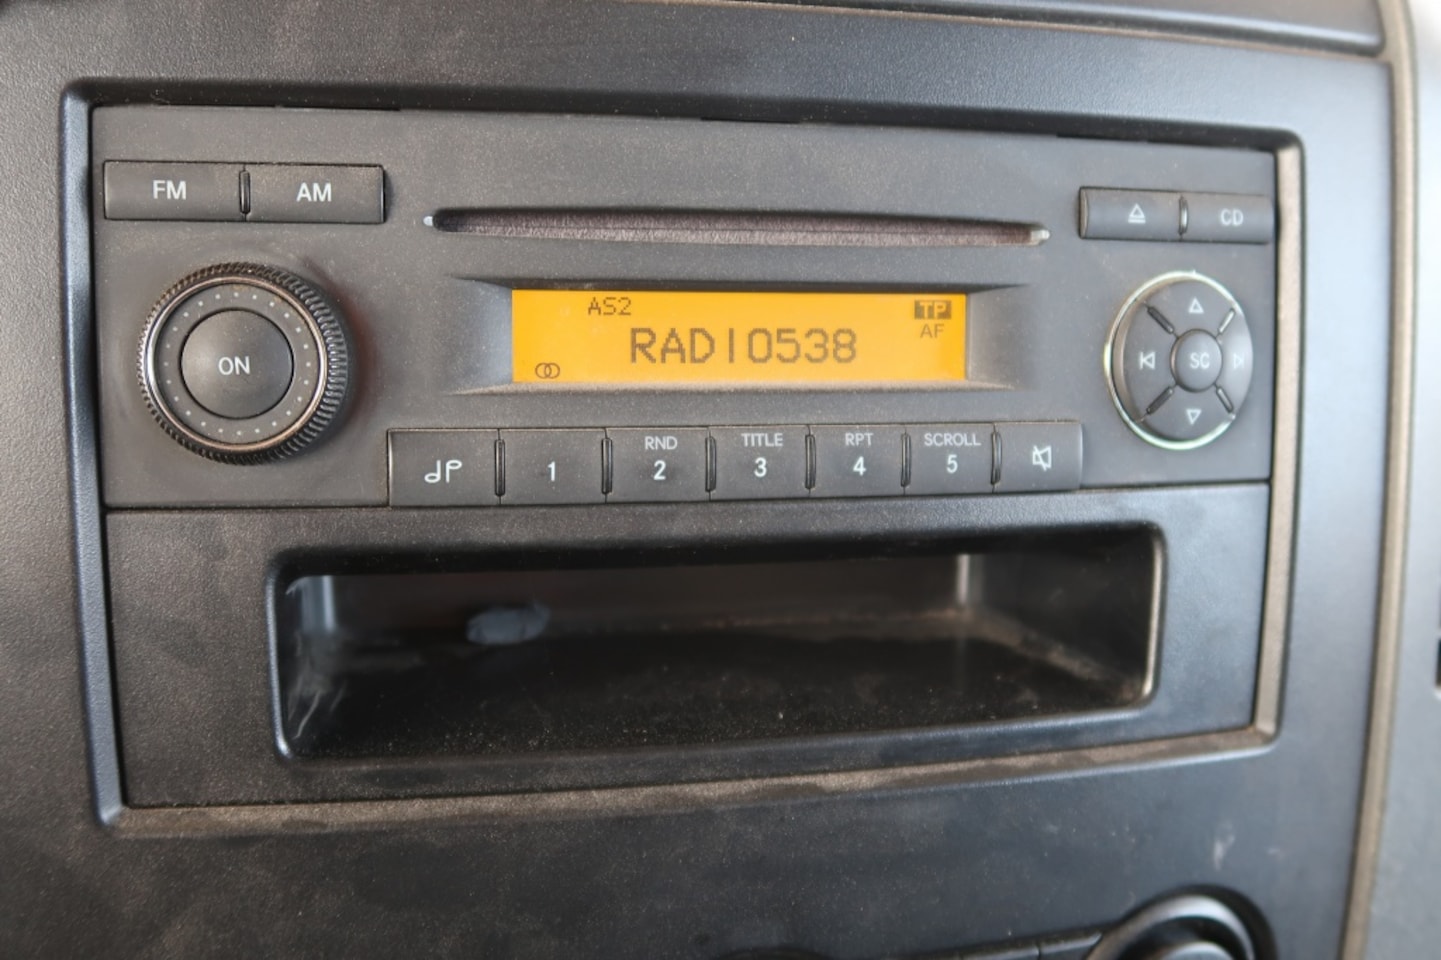 FM AM
CD
AS2 TP
AF
RADIO538
ON
SC
RND TITLE RPT SCROLL
1 2 3 4 5